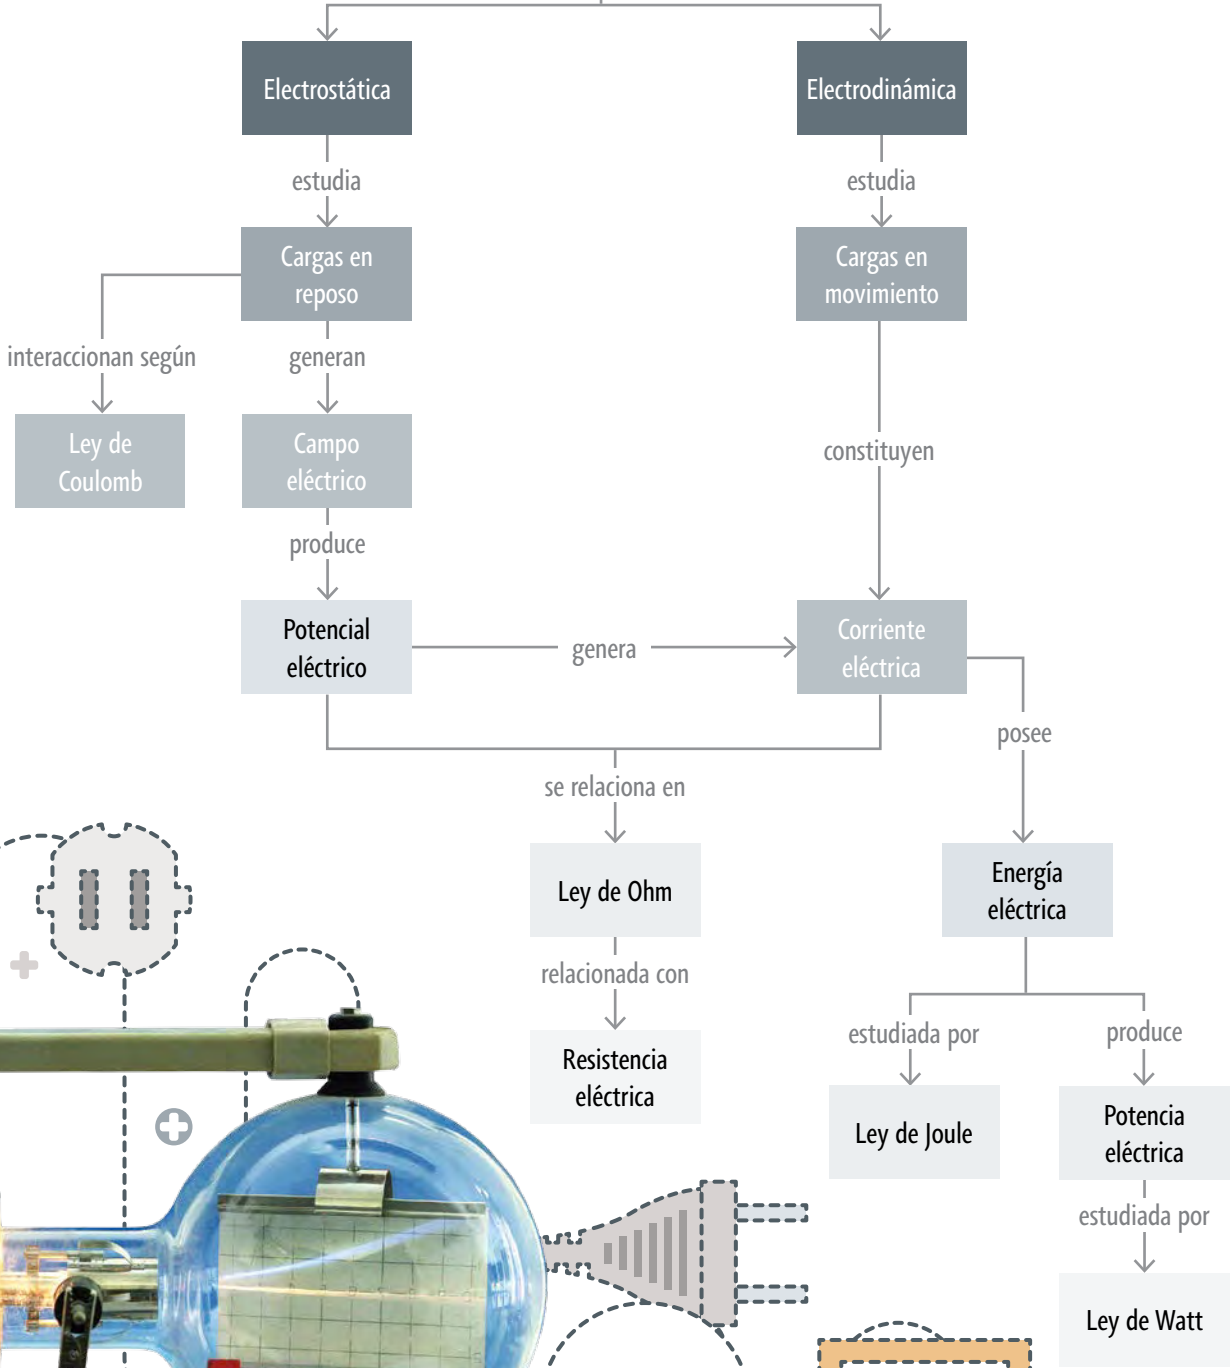 Electrostática
Electrodinámica
estudia
estudia
Cargas en
reposo
Cargas en
movimiento
interaccionan según
generan
Ley de
Coulomb
Campo
eléctrico
constituyen
produce
Potencial
eléctrico
genera
Corriente
eléctrica
posee
se relaciona en
Ley de Ohm
Energía
eléctrica
relacionada con
estudiada por
produce
Resistencia
eléctrica
Ley de Joule
Potencia
eléctrica
estudiada por
Ley de Watt